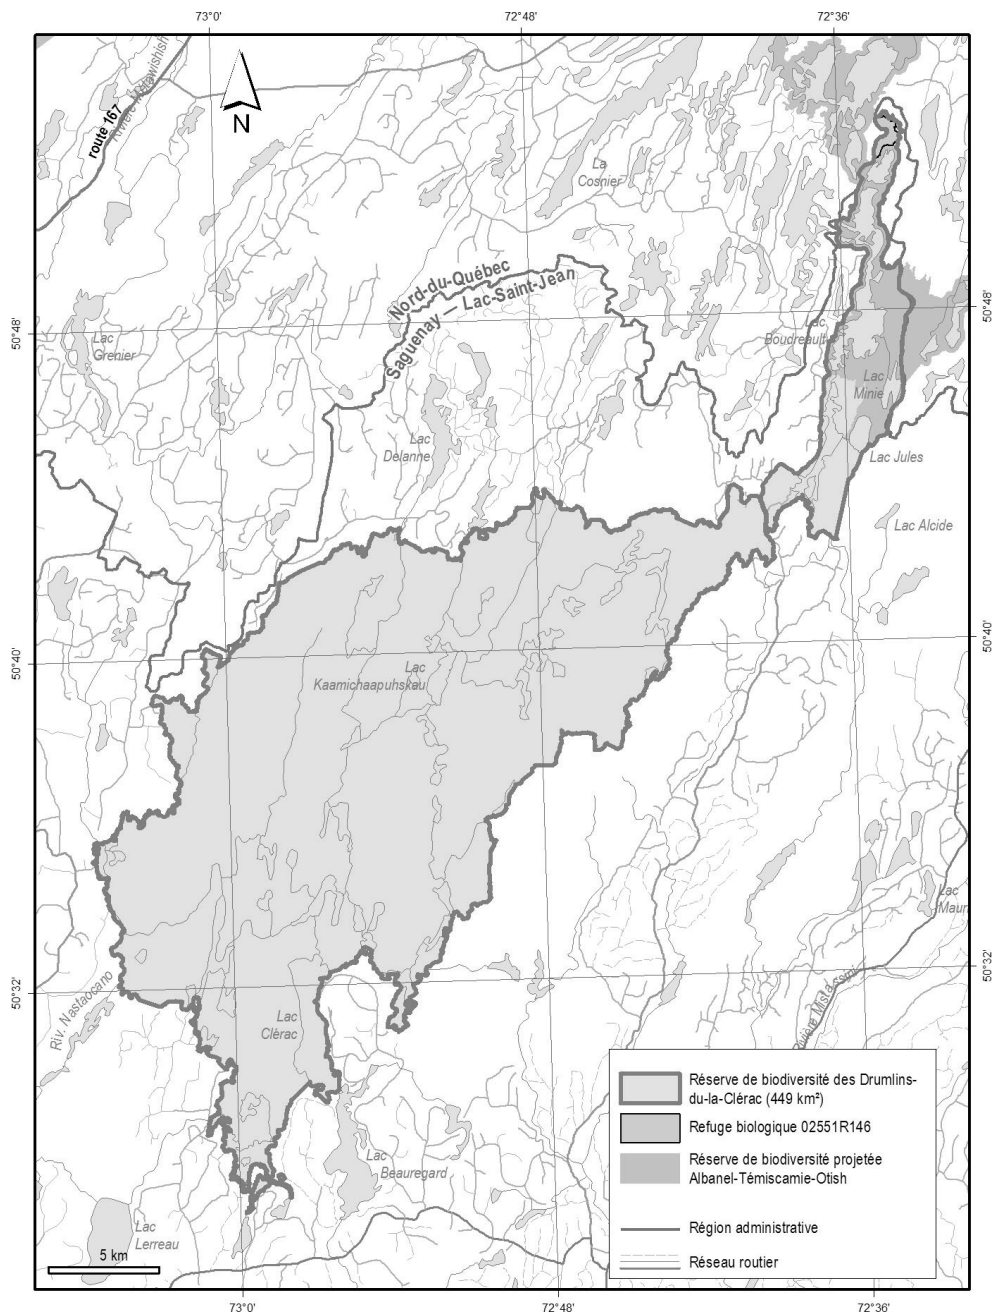 73°0'
72°48'
72°36'
route 167
N
La
Cosnier
Nord-du-Québec
Saguenay — Lac-Saint-Jean
50°48'
50°48'
Lac
Grenier
Lac
Boudreault
Lac
Minie
Lac
Delanne
Lac Jules
Lac Alcide
50°40'
50°40'
Lac
Kaamichaapuhskau
Lac
Maur
50°32'
50°32'
Riv. Nastaocano
Lac
Clérac
Lac
Beauregard
Lac
Lerreau
5 km
Réserve de biodiversité des Drumlins-
du-la-Clérac (449 km²)
Refuge biologique 02551R146
Réserve de biodiversité projetée
Albanel-Témiscamie-Otish
Région administrative
Réseau routier
73°0'
72°48'
72°36'